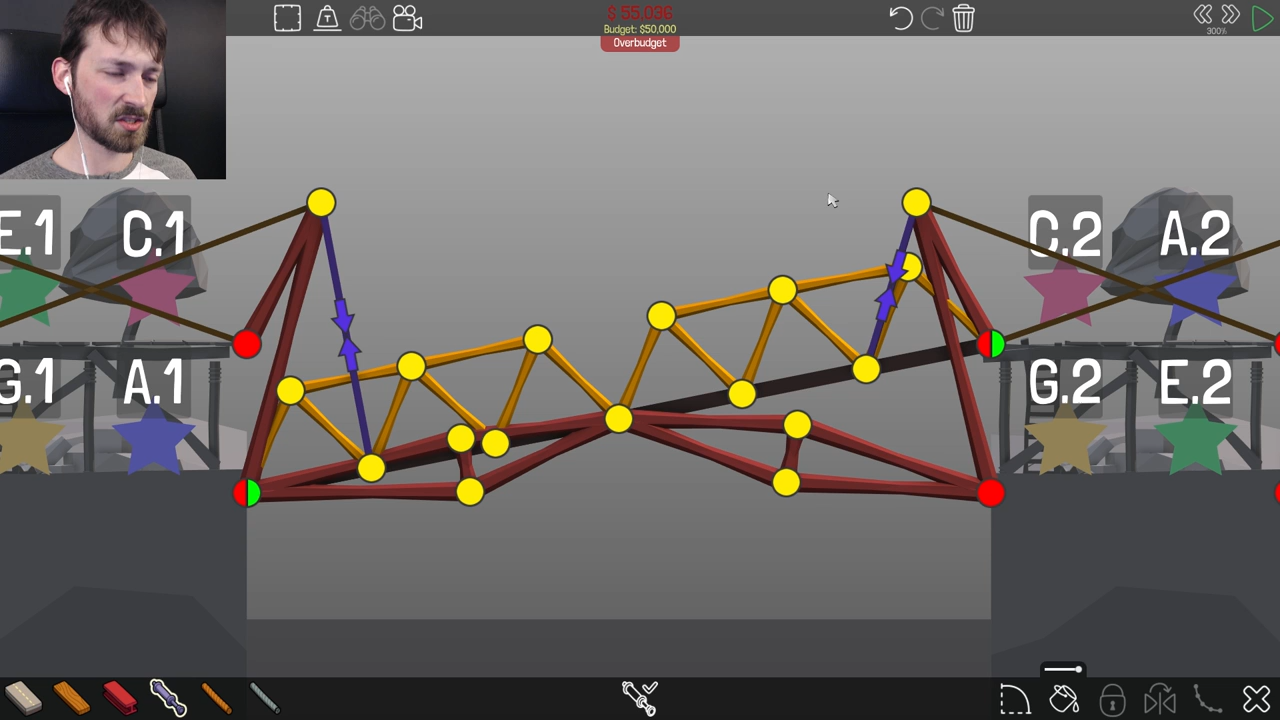 $ 55,036
Budget: $50,000
Overbudget
300%
T
E.1 C.1
G.1 A.1
C.2 A.2
G.2 E.2